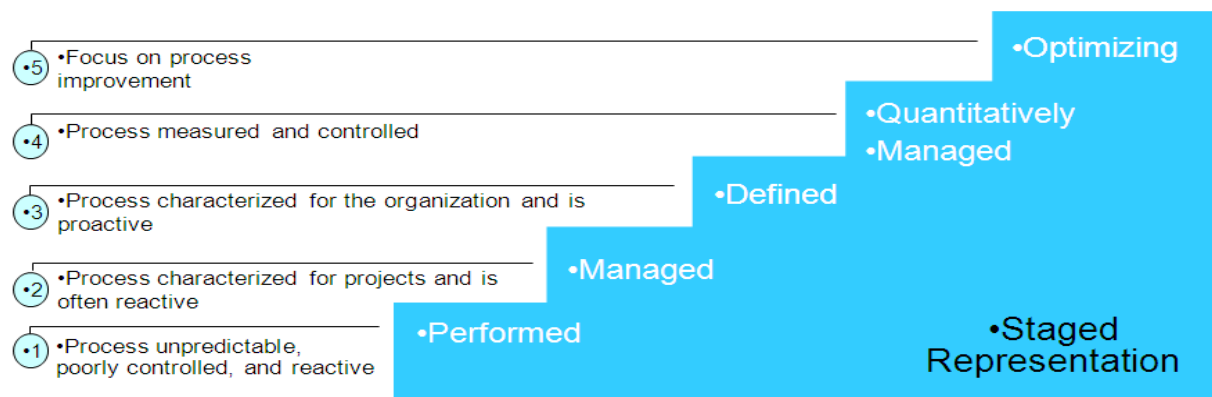 •5
•Focus on process
improvement
•Optimizing
•4
•Process measured and controlled
•Quantitatively
•Managed
•3
•Process characterized for the organization and is
proactive
•Defined
•2
•Process characterized for projects and is
often reactive
•Managed
•1
•Process unpredictable,
poorly controlled, and reactive
•Performed
•Staged
Representation